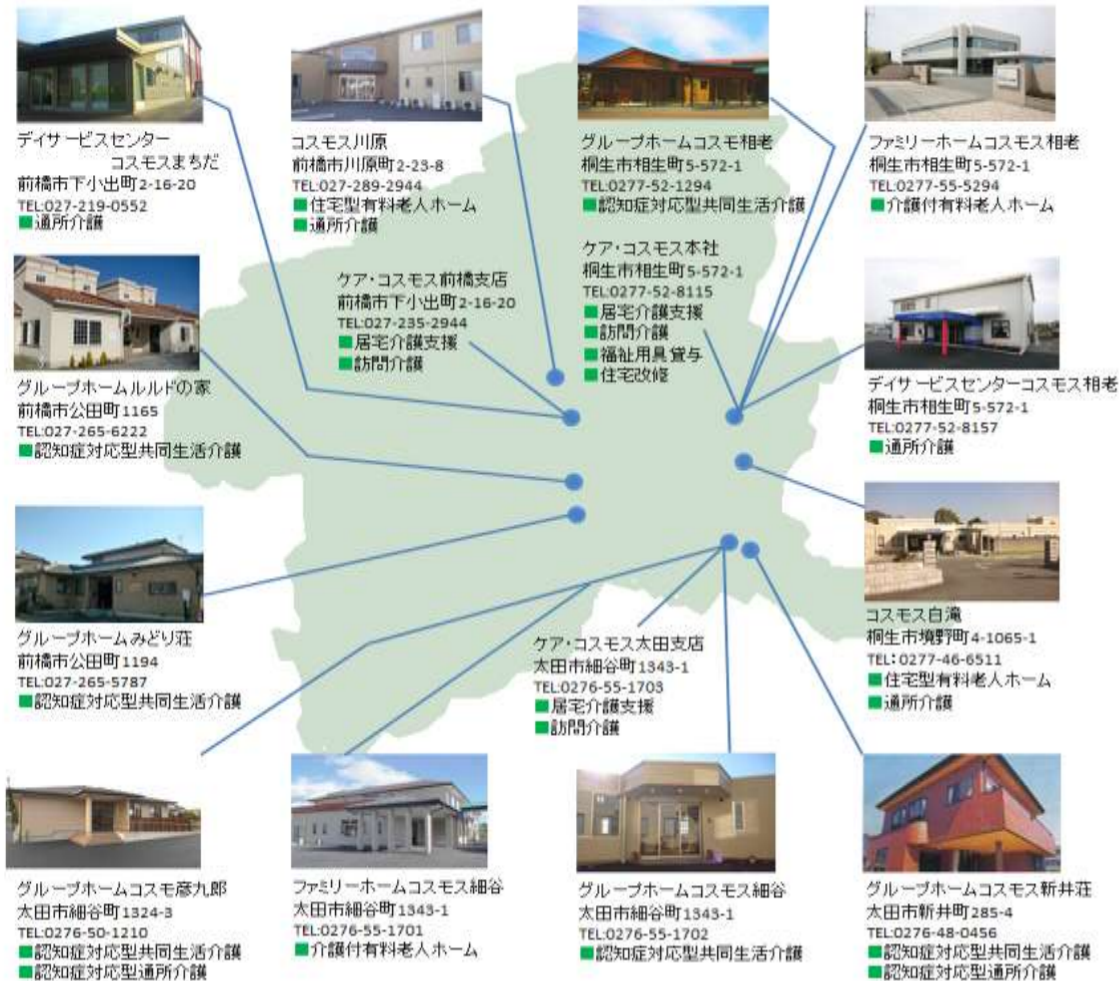 デイサービスセンター
コスモスまちだ
前橋市下小出町2-16-20
TEL:027-219-0552
■通所介護
コスモス川原
前橋市川原町2-23-8
TEL:027-289-2944
■住宅型有料老人ホーム
■通所介護
グループホームコスモ相老
桐生市相生町5-572-1
TEL:0277-52-1294
■認知症対応型共同生活介護
ファミリーホームコスモス相老
桐生市相生町5-572-1
TEL:0277-55-5294
■介護付有料老人ホーム
ケア・コスモス前橋支店
前橋市下小出町2-16-20
TEL:027-235-2944
■居宅介護支援
■訪問介護
ケア・コスモス本社
桐生市相生町5-572-1
TEL:0277-52-8115
■居宅介護支援
■訪問介護
■福祉用具貸与
■住宅改修
グループホームルルドの家
前橋市公田町1165
TEL:027-265-6222
■認知症対応型共同生活介護
デイサービスセンターコスモス相老
桐生市相生町5-572-1
TEL:0277-52-8157
■通所介護
グループホームみどり荘
前橋市公田町1194
TEL:027-265-5787
■認知症対応型共同生活介護
ケア・コスモス太田支店
太田市細谷町1343-1
TEL:0276-55-1703
■居宅介護支援
■訪問介護
コスモス白滝
桐生市境野町4-1065-1
TEL:0277-46-6511
■住宅型有料老人ホーム
■通所介護
グループホームコスモ彦九郎
太田市細谷町1324-3
TEL:0276-50-1210
■認知症対応型共同生活介護
■認知症対応型通所介護
ファミリーホームコスモス細谷
太田市細谷町1343-1
TEL:0276-55-1701
■介護付有料老人ホーム
グループホームコスモス細谷
太田市細谷町1343-1
TEL:0276-55-1702
■認知症対応型共同生活介護
グループホームコスモス新井荘
太田市新井町285-4
TEL:0276-48-0456
■認知症対応型共同生活介護
■認知症対応型通所介護